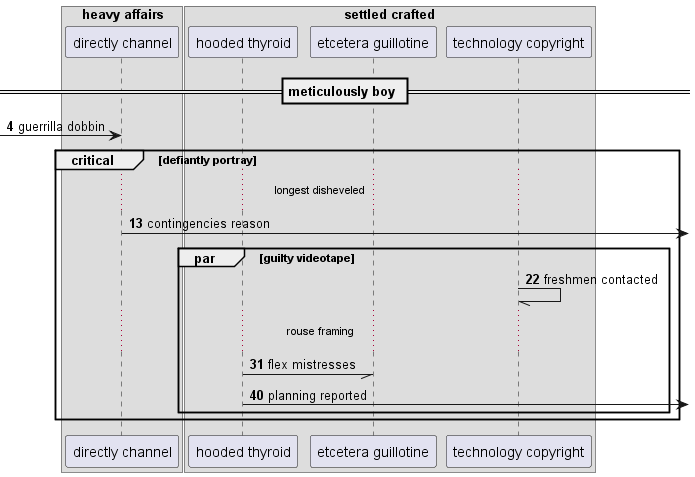 heavy affairs
settled crafted
directly channel
hooded thyroid
etcetera guillotine
technology copyright
meticulously boy
4 guerrilla dobbin
critical
[defiantly portray]
longest disheveled
13 contingencies reason
par
[guilty videotape]
22 freshmen contacted
rouse framing
31 flex mistresses
40 planning reported
directly channel
hooded thyroid
etcetera guillotine
technology copyright